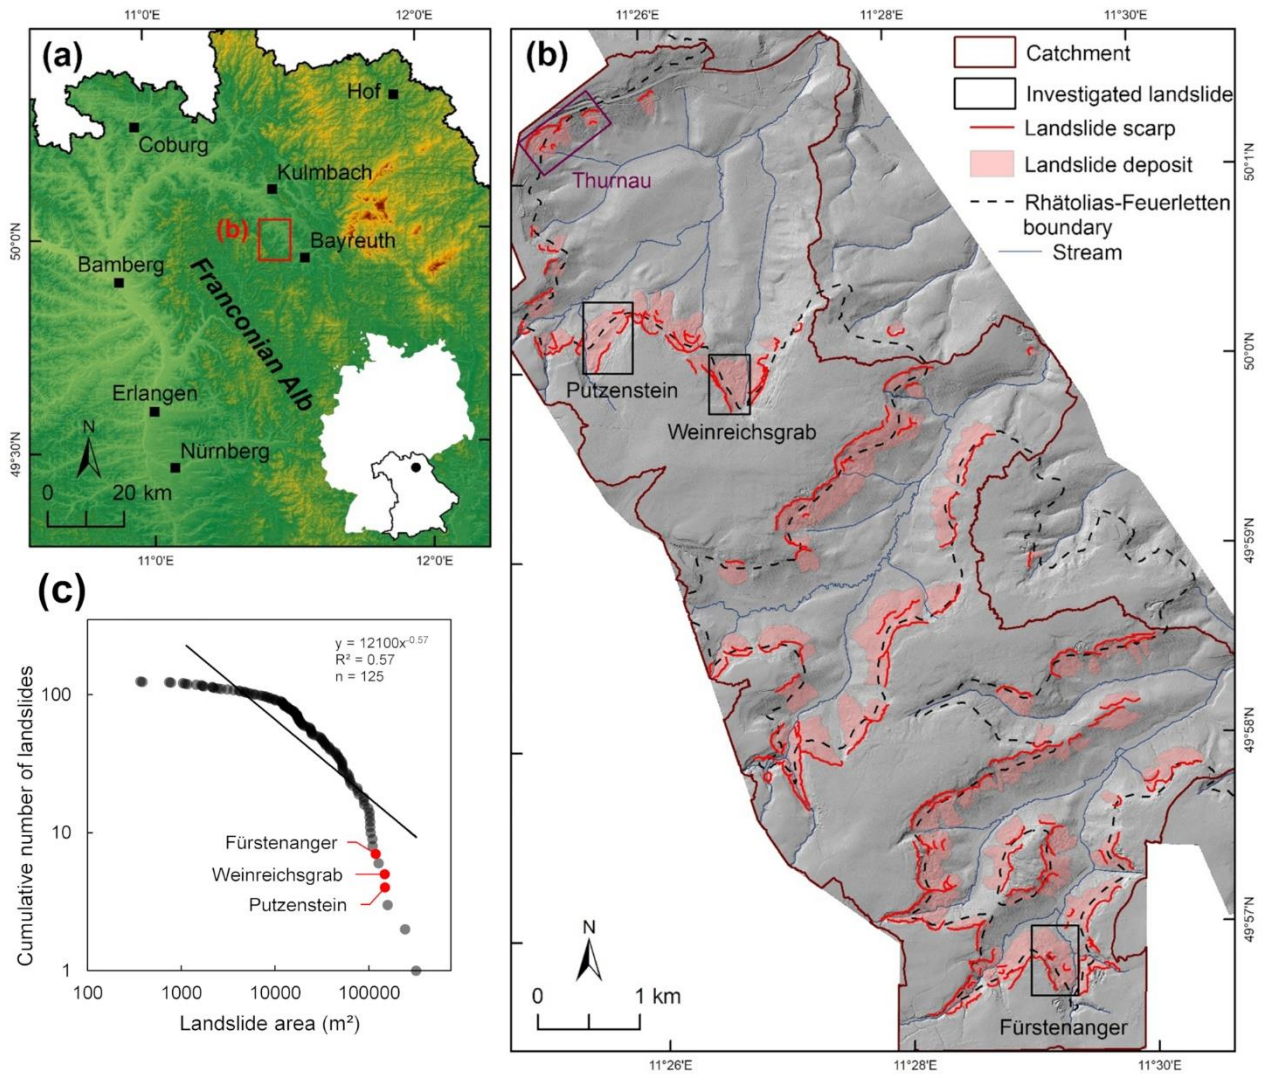 11°0'E
12°0'E
(a)
Hof
Coburg
Kulmbach
(b)
Bayreuth
50°0'N
Bamberg
Franconian Alb
Erlangen
N
Nürnberg
49°30'N
0 20 km
11°0'E
12°0'E
11°26'E
11°28'E
11°30'E
(b)
Catchment
Investigated landslide
Landslide scarp
Landslide deposit
Rhätolias-Feuerletten
boundary
Stream
Thurnau
Putzenstein
Weinreichsgrab
Fürstenanger
50°1'N
50°0'N
49°59'N
49°58'N
49°57'N
N
0 1 km
11°26'E
11°28'E
11°30'E
(c)
y = 12100x-0.57
R² = 0.57
n = 125
Cumulative number of landslides
100
10
1
Fürstenanger
Weinreichsgrab
Putzenstein
100
1000
10000
100000
Landslide area (m²)